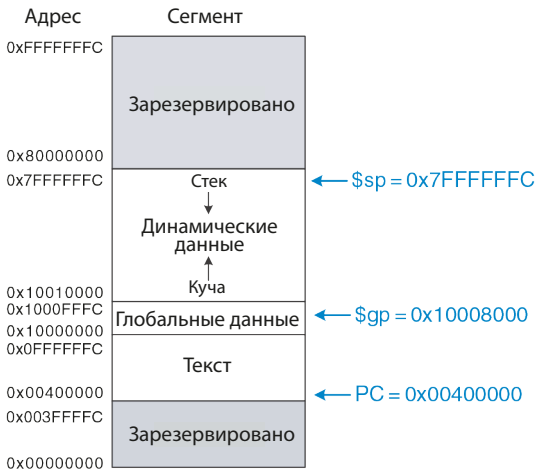 Адрес Сегмент
0xFFFFFFFC
Зарезервировано
0x80000000
0x7FFFFFFC Стек $sp = 0x7FFFFFFC
Динамические
данные
0x10010000 Куча
0x1000FFFC Глобальные данные $gp = 0x10008000
0x10000000
0x0FFFFFFC
Текст
0x00400000 PC = 0x00400000
0x003FFFFC
Зарезервировано
0x00000000